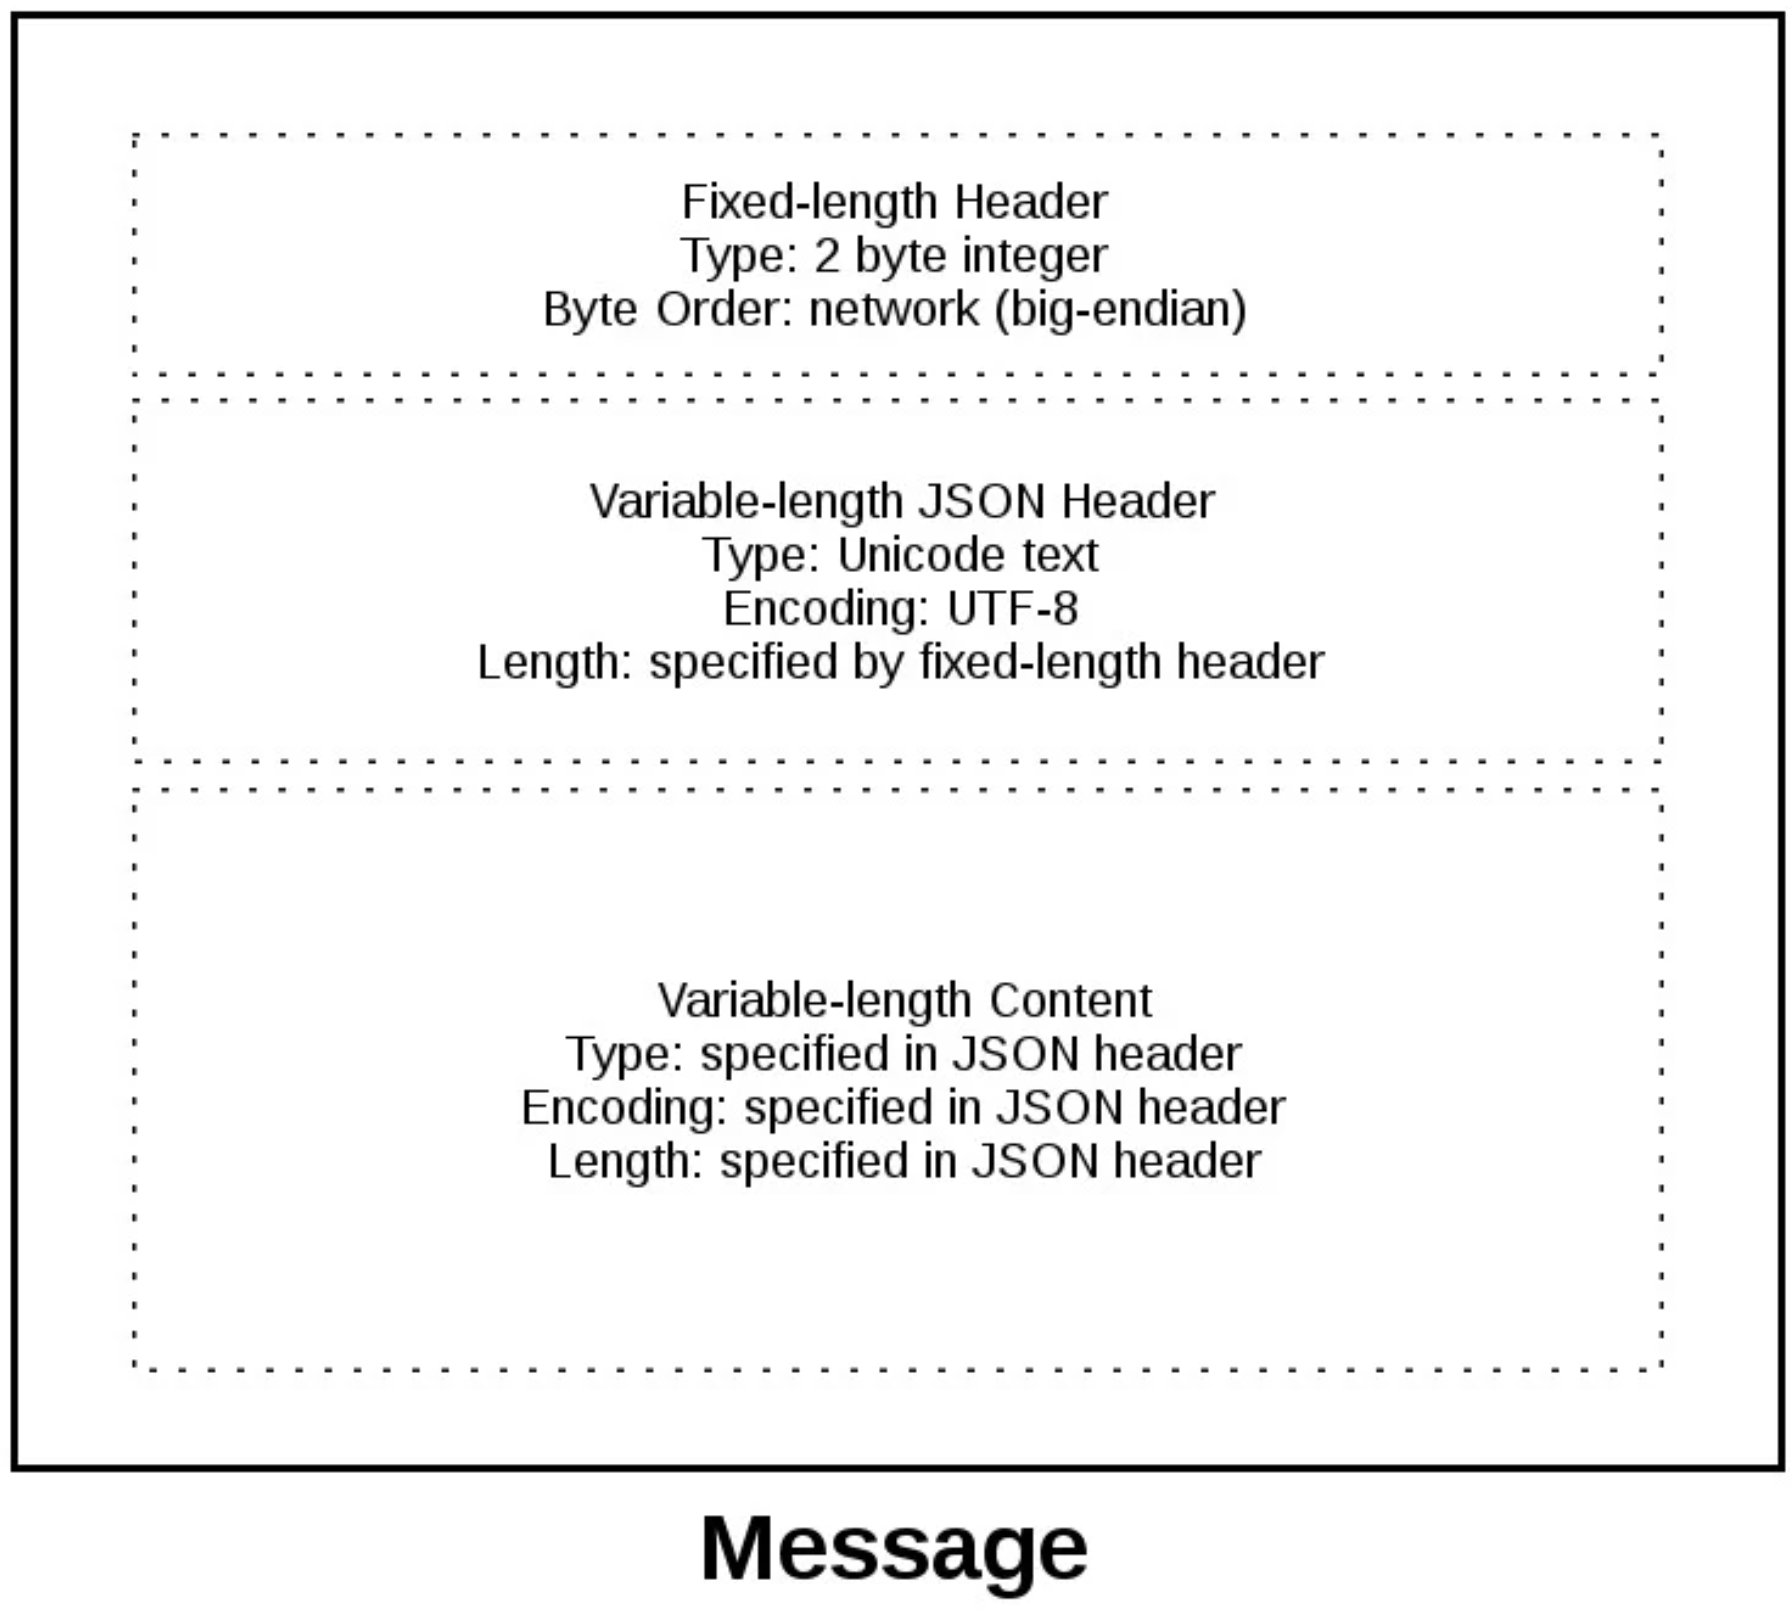 Fixed-length Header
Type: 2 byte integer
Byte Order: network (big-endian)
Variable-length JSON Header
Type: Unicode text
Encoding: UTF-8
Length: specified by fixed-length header
Variable-length Content
Type: specified in JSON header
Encoding: specified in JSON header
Length: specified in JSON header
Message